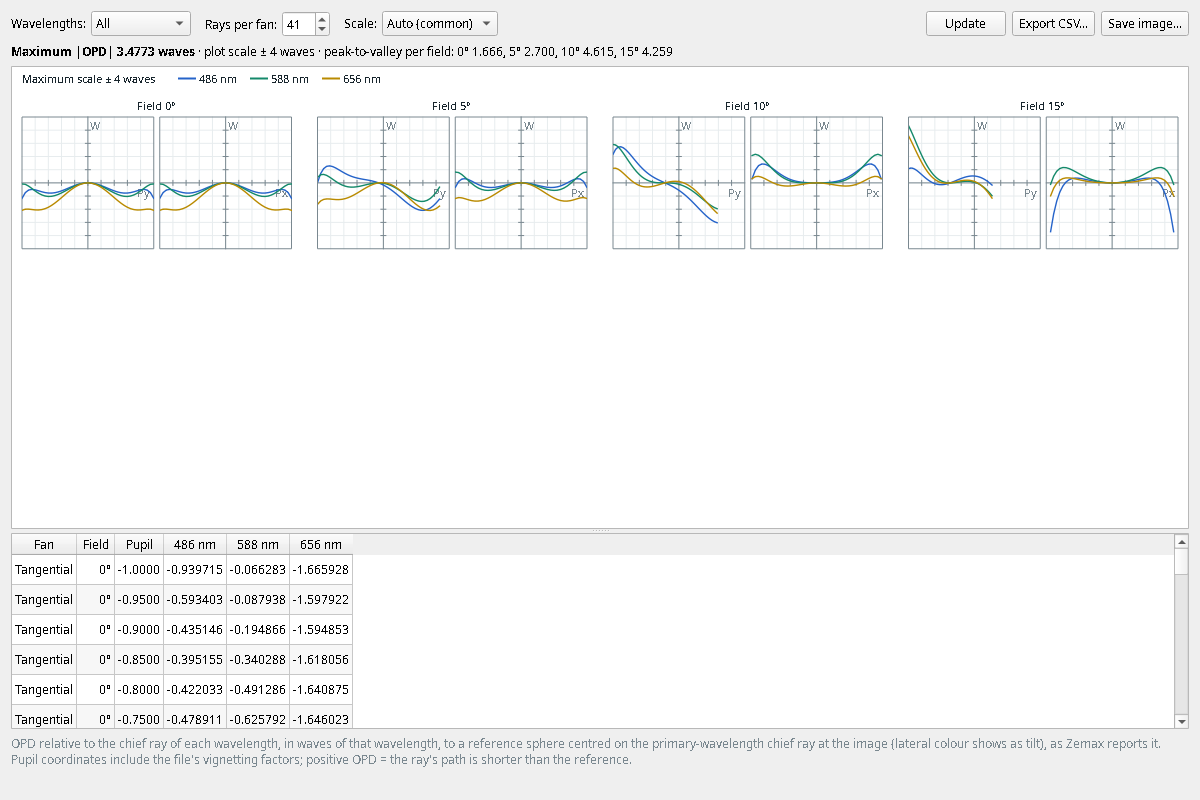 Wavelengths: All Rays per fan: 41 Scale: Auto (common) Update Export CSV... Save image...
Maximum |OPD| 3.4773 waves · plot scale ± 4 waves · peak-to-valley per field: 0° 1.666, 5° 2.700, 10° 4.615, 15° 4.259
Maximum scale ± 4 waves 486 nm 588 nm 656 nm
Field 0° Field 5° Field 10° Field 15°
W W W W W W W W
Py Px Py Px Py Px Py Px
Fan Field Pupil 486 nm 588 nm 656 nm
Tangential 0° -1.0000 -0.939715 -0.066283 -1.665928
Tangential 0° -0.9500 -0.593403 -0.087938 -1.597922
Tangential 0° -0.9000 -0.435146 -0.194866 -1.594853
Tangential 0° -0.8500 -0.395155 -0.340288 -1.618056
Tangential 0° -0.8000 -0.422033 -0.491286 -1.640875
Tangential 0° -0.7500 -0.478911 -0.625792 -1.646023
OPD relative to the chief ray of each wavelength, in waves of that wavelength, to a reference sphere centred on the primary-wavelength chief ray at the image (lateral colour shows as tilt), as Zemax reports it.
Pupil coordinates include the file's vignetting factors; positive OPD = the ray's path is shorter than the reference.